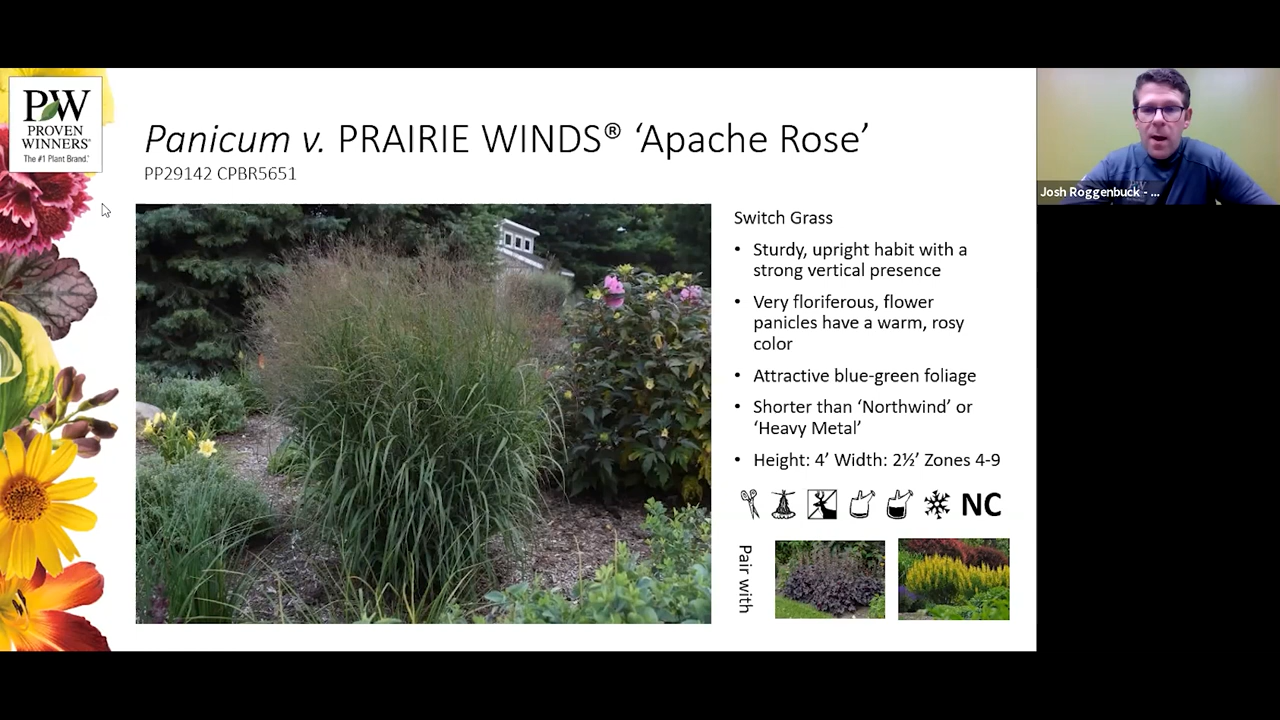 PW
PROVEN
WINNERS®
The #1 Plant Brand.®
Panicum v. PRAIRIE WINDS® ‘Apache Rose’
PP29142 CPBR5651
Switch Grass
• Sturdy, upright habit with a
strong vertical presence
• Very floriferous, flower
panicles have a warm, rosy
color
• Attractive blue-green foliage
• Shorter than ‘Northwind’ or
‘Heavy Metal’
• Height: 4’ Width: 2½’ Zones 4-9
NC
Pair with
Josh Roggenbuck - ...